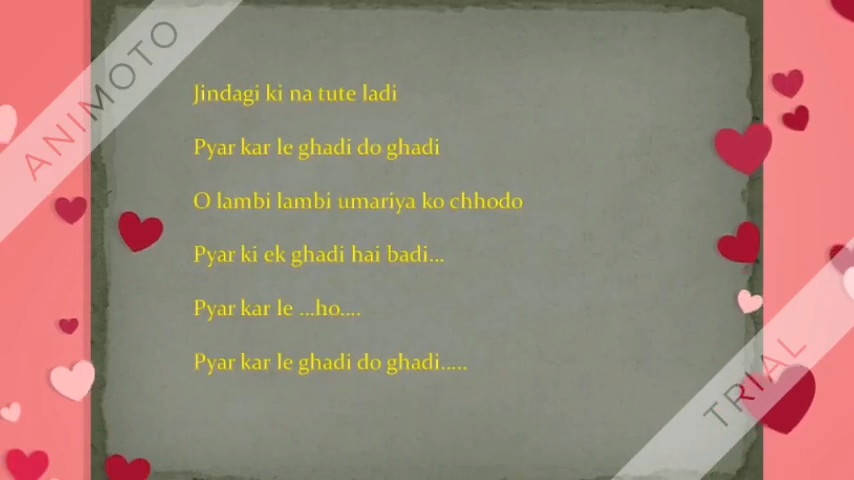 ANIMOTO
Jindagi ki na tute ladi
Pyar kar le ghadi do ghadi
O lambi lambi umariya ko chhodo
Pyar ki ek ghadi hai badi...
Pyar kar le ...ho....
Pyar kar le ghadi do ghadi.....
TRIAL